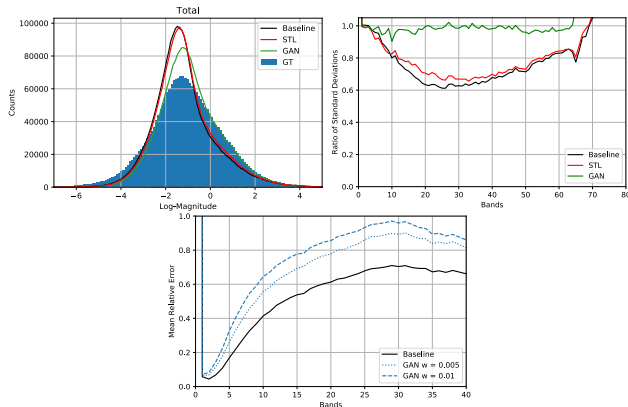 Total
100000
80000
60000
40000
20000
0
Counts
−6 −4 −2 0 2 4
Log-Magnitude
Baseline
STL
GAN
GT
1.0
0.8
0.6
0.4
0.2
0.0
Ratio of Standard Deviations
0 10 20 30 40 50 60 70 80
Bands
Baseline
STL
GAN
1.0
0.8
0.6
0.4
0.2
0.0
Mean Relative Error
0 5 10 15 20 25 30 35 40
Bands
Baseline
GAN w = 0.005
GAN w = 0.01